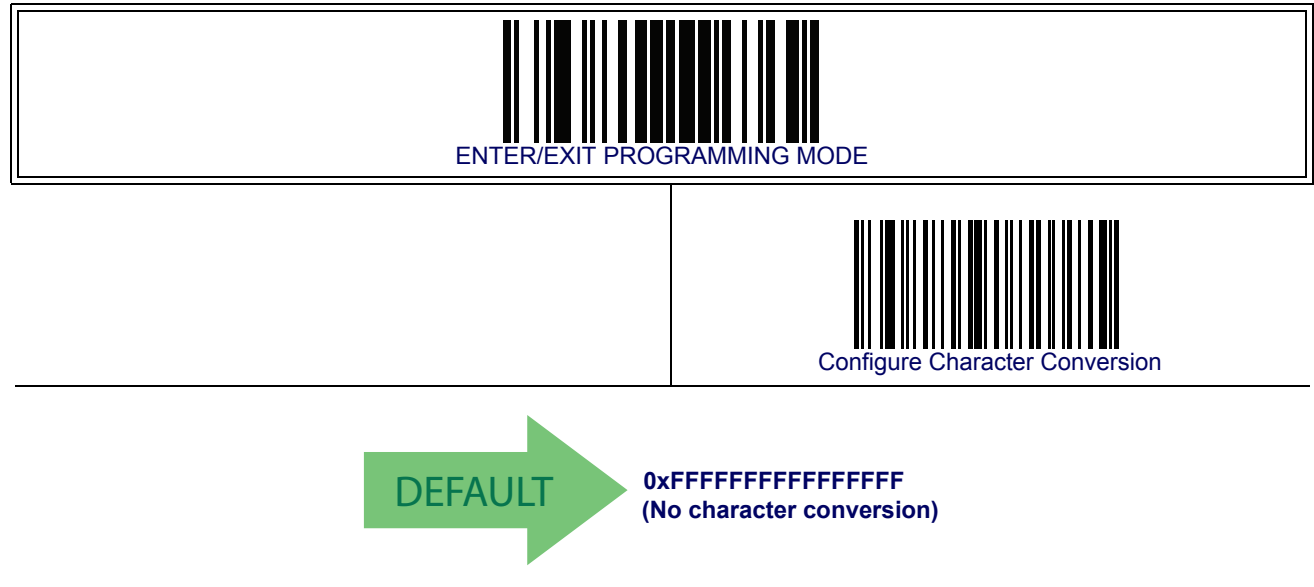 ENTER/EXIT PROGRAMMING MODE
Configure Character Conversion
DEFAULT
0xFFFFFFFFFFFFFFFF
(No character conversion)